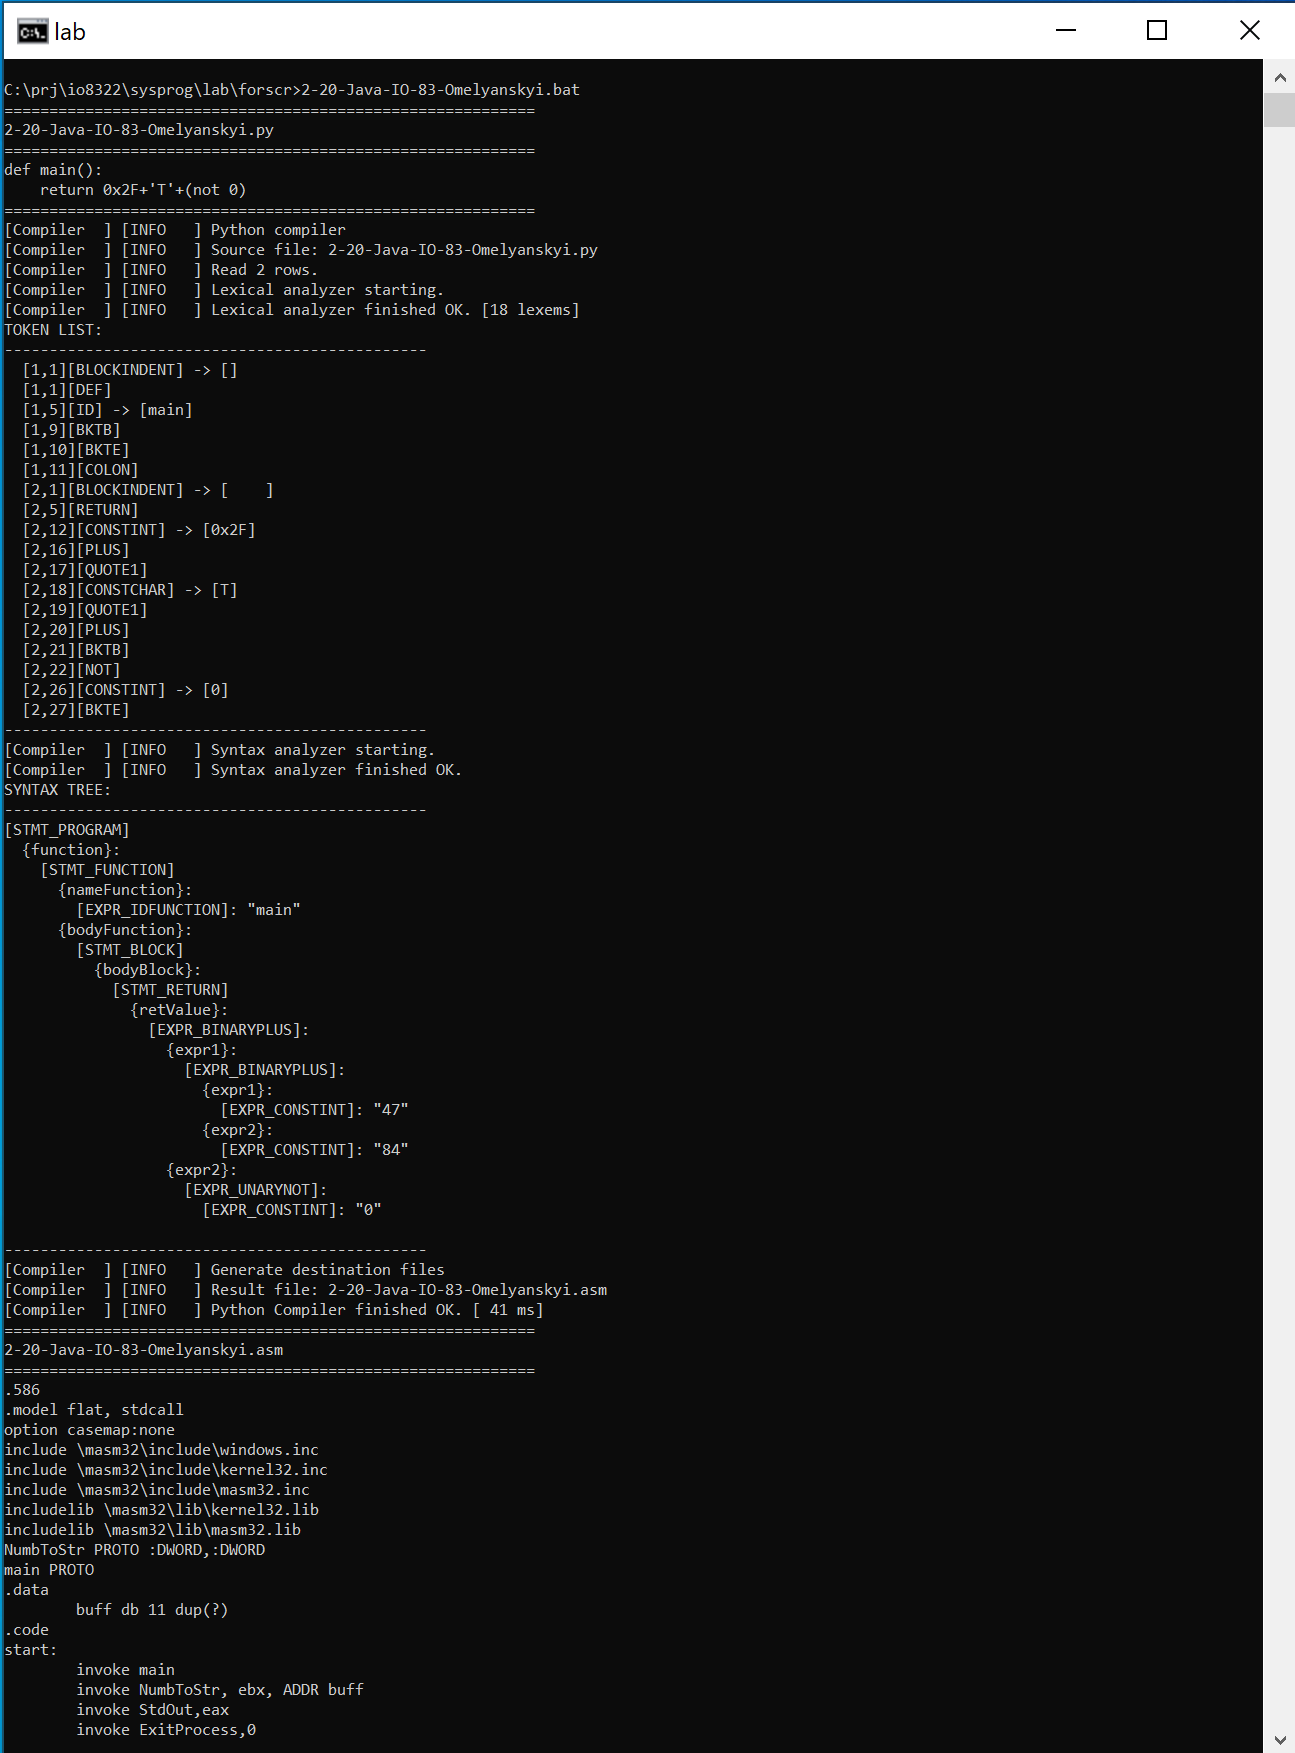 lab
C:\prj\io8322\sysprog\lab\forscr>2-20-Java-IO-83-Omelyanskyi.bat
===========================================================
2-20-Java-IO-83-Omelyanskyi.py
===========================================================
def main():
    return 0x2F+'T'+(not 0)
===========================================================
[Compiler  ] [INFO   ] Python compiler
[Compiler  ] [INFO   ] Source file: 2-20-Java-IO-83-Omelyanskyi.py
[Compiler  ] [INFO   ] Read 2 rows.
[Compiler  ] [INFO   ] Lexical analyzer starting.
[Compiler  ] [INFO   ] Lexical analyzer finished OK. [18 lexems]
TOKEN LIST:
-----------------------------------------------
  [1,1][BLOCKINDENT] -> []
  [1,1][DEF]
  [1,5][ID] -> [main]
  [1,9][BKTB]
  [1,10][BKTE]
  [1,11][COLON]
  [2,1][BLOCKINDENT] -> [    ]
  [2,5][RETURN]
  [2,12][CONSTINT] -> [0x2F]
  [2,16][PLUS]
  [2,17][QUOTE1]
  [2,18][CONSTCHAR] -> [T]
  [2,19][QUOTE1]
  [2,20][PLUS]
  [2,21][BKTB]
  [2,22][NOT]
  [2,26][CONSTINT] -> [0]
  [2,27][BKTE]
-----------------------------------------------
[Compiler  ] [INFO   ] Syntax analyzer starting.
[Compiler  ] [INFO   ] Syntax analyzer finished OK.
SYNTAX TREE:
-----------------------------------------------
[STMT_PROGRAM]
  {function}:
    [STMT_FUNCTION]
      {nameFunction}:
        [EXPR_IDFUNCTION]: "main"
      {bodyFunction}:
        [STMT_BLOCK]
          {bodyBlock}:
            [STMT_RETURN]
              {retValue}:
                [EXPR_BINARYPLUS]:
                  {expr1}:
                    [EXPR_BINARYPLUS]:
                      {expr1}:
                        [EXPR_CONSTINT]: "47"
                      {expr2}:
                        [EXPR_CONSTINT]: "84"
                  {expr2}:
                    [EXPR_UNARYNOT]:
                      [EXPR_CONSTINT]: "0"
-----------------------------------------------
[Compiler  ] [INFO   ] Generate destination files
[Compiler  ] [INFO   ] Result file: 2-20-Java-IO-83-Omelyanskyi.asm
[Compiler  ] [INFO   ] Python Compiler finished OK. [ 41 ms]
===========================================================
2-20-Java-IO-83-Omelyanskyi.asm
===========================================================
.586
.model flat, stdcall
option casemap:none
include \masm32\include\windows.inc
include \masm32\include\kernel32.inc
include \masm32\include\masm32.inc
includelib \masm32\lib\kernel32.lib
includelib \masm32\lib\masm32.lib
NumbToStr PROTO :DWORD,:DWORD
main PROTO
.data
        buff db 11 dup(?)
.code
start:
        invoke main
        invoke NumbToStr, ebx, ADDR buff
        invoke StdOut,eax
        invoke ExitProcess,0